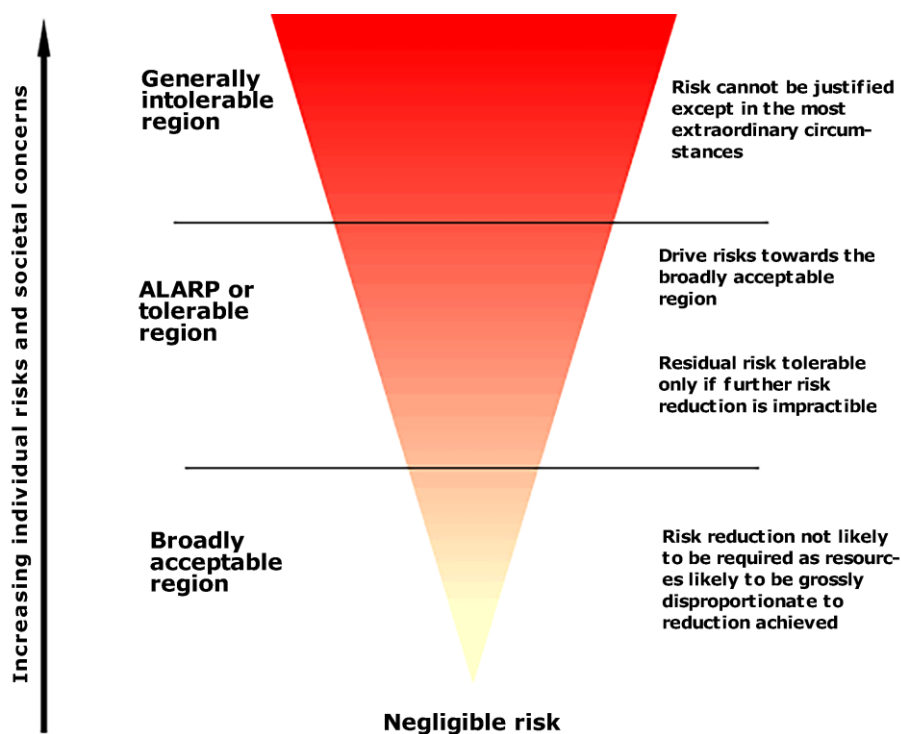 Increasing individual risks and societal concerns
Generally
intolerable
region
Risk cannot be justified
except in the most
extraordinary circum-
stances
ALARP or
tolerable
region
Drive risks towards the
broadly acceptable
region
Residual risk tolerable
only if further risk
reduction is impractible
Broadly
acceptable
region
Risk reduction not likely
to be required as resourc-
es likely to be grossly
disproportionate to
reduction achieved
Negligible risk